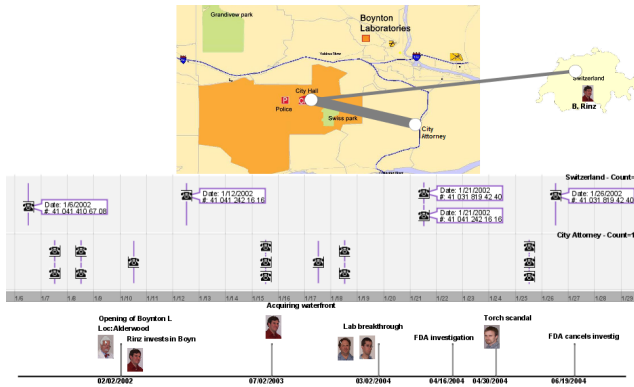 Grandivew park
Boynton
Laboratories
City Hall
Police
Swiss park
City
Attorney
Switzerland
B. Rinz
Switzerland - Count=
Date: 1/6/2002
#: 41 041 410 67 08
Date: 1/12/2002
#: 41 041 242 16 16
Date: 1/21/2002
#: 41 031 819 42 40
Date: 1/26/2002
#: 41 031 819 42 40
Date: 1/21/2002
#: 41 041 242 16 16
City Attorney - Count=1
1/6 1/7 1/8 1/9 1/10 1/11 1/12 1/13 1/14 1/15 1/16 1/17 1/18 1/19 1/20 1/21 1/22 1/23 1/24 1/25 1/26 1/27 1/28 1/29
Acquiring waterfront
Opening of Boynton L
Loc:Alderwood
Rinz invests in Boyn
Lab breakthrough
FDA investigation
Torch scandal
FDA cancels investig
02/02/2002 07/02/2003 03/02/2004 04/16/2004 04/30/2004 06/19/2004